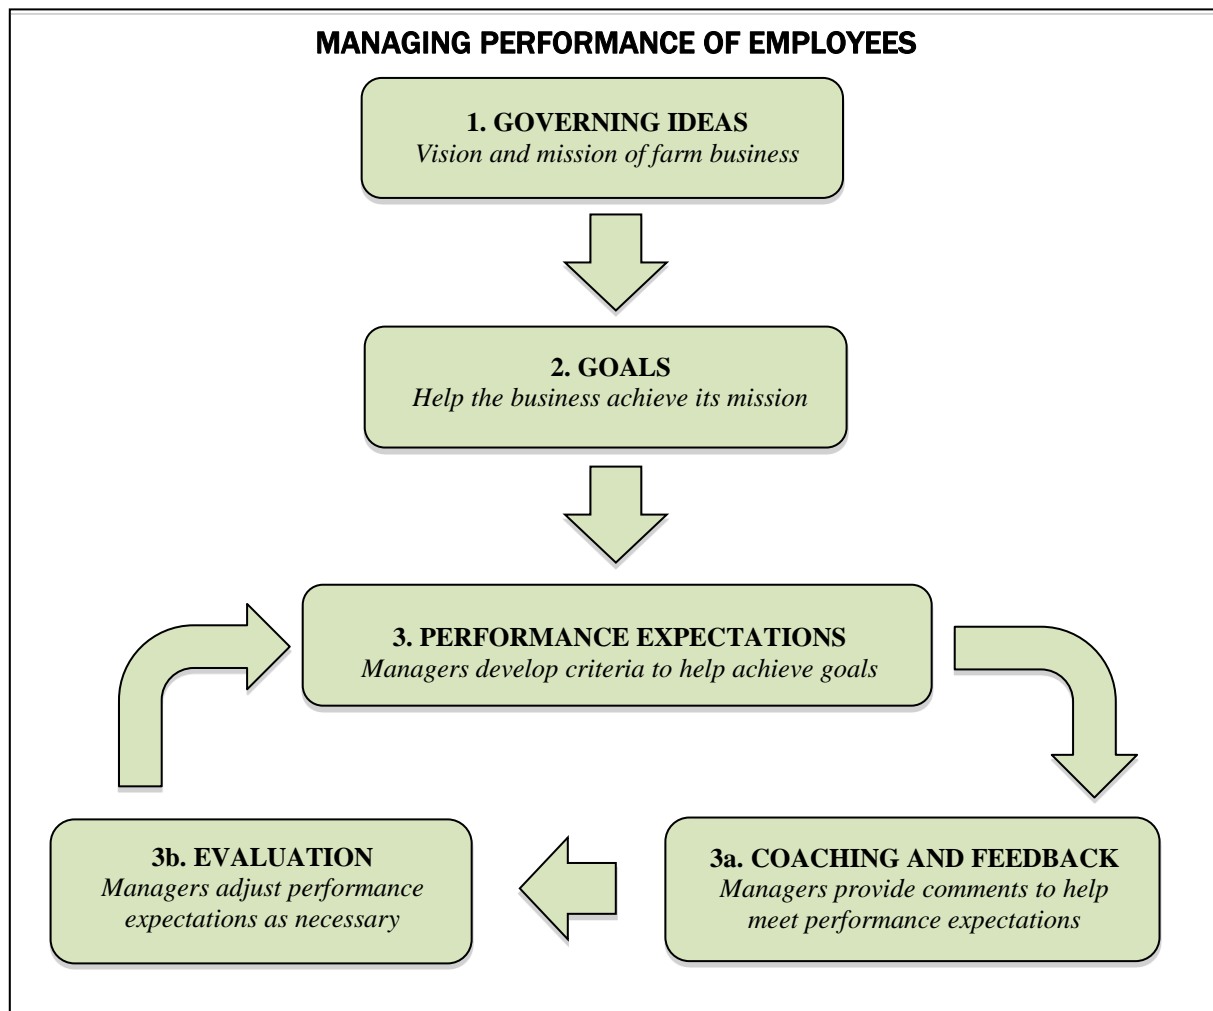 MANAGING PERFORMANCE OF EMPLOYEES
1. GOVERNING IDEAS
Vision and mission of farm business
2. GOALS
Help the business achieve its mission
3. PERFORMANCE EXPECTATIONS
Managers develop criteria to help achieve goals
3a. COACHING AND FEEDBACK
Managers provide comments to help
meet performance expectations
3b. EVALUATION
Managers adjust performance
expectations as necessary